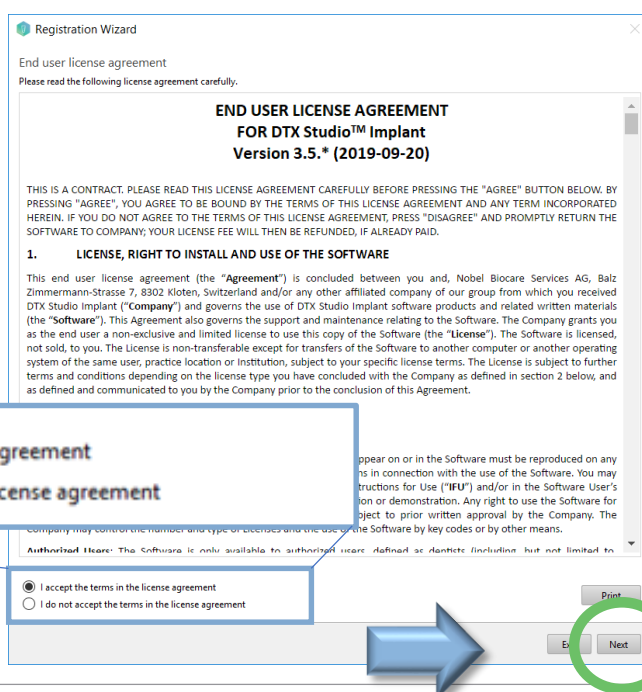 Registration Wizard
End user license agreement
Please read the following license agreement carefully.
END USER LICENSE AGREEMENT
FOR DTX Studio™ Implant
Version 3.5.* (2019-09-20)
THIS IS A CONTRACT. PLEASE READ THIS LICENSE AGREEMENT CAREFULLY BEFORE PRESSING THE "AGREE" BUTTON BELOW. BY
PRESSING "AGREE", YOU AGREE TO BE BOUND BY THE TERMS OF THIS LICENSE AGREEMENT AND ANY TERM INCORPORATED
HEREIN. IF YOU DO NOT AGREE TO THE TERMS OF THIS LICENSE AGREEMENT, PRESS "DISAGREE" AND PROMPTLY RETURN THE
SOFTWARE TO COMPANY; YOUR LICENSE FEE WILL THEN BE REFUNDED, IF ALREADY PAID.
1. LICENSE, RIGHT TO INSTALL AND USE OF THE SOFTWARE
This end user license agreement (the "Agreement") is concluded between you and, Nobel Biocare Services AG, Balz
Zimmermann-Strasse 7, 8302 Kloten, Switzerland and/or any other affiliated company of our group from which you received
DTX Studio Implant ("Company") and governs the use of DTX Studio Implant software products and related written materials
(the "Software"). This Agreement also governs the support and maintenance relating to the Software. The Company grants you
as the end user a non-exclusive and limited license to use this copy of the Software (the "License"). The Software is licensed,
not sold, to you. The License is non-transferable except for transfers of the Software to another computer or another operating
system of the same user, practice location or Institution, subject to your specific license terms. The License is subject to further
terms and conditions depending on the license type you have concluded with the Company as defined in section 2 below, and
as defined and communicated to you by the Company prior to the conclusion of this Agreement.
greement
cense agreement
ppear on or in the Software must be reproduced on any
ns in connection with the use of the Software. You may
tructions for Use ("IFU") and/or in the Software User's
ion or demonstration. Any right to use the Software for
bject to prior written approval by the Company. The
Company may control the number and type of Licenses and the use of the Software by key codes or by other means.
Authorized Users: The Software is only available to authorized users, defined as dentists (including, but not limited to,
I accept the terms in the license agreement
I do not accept the terms in the license agreement
Print
Next